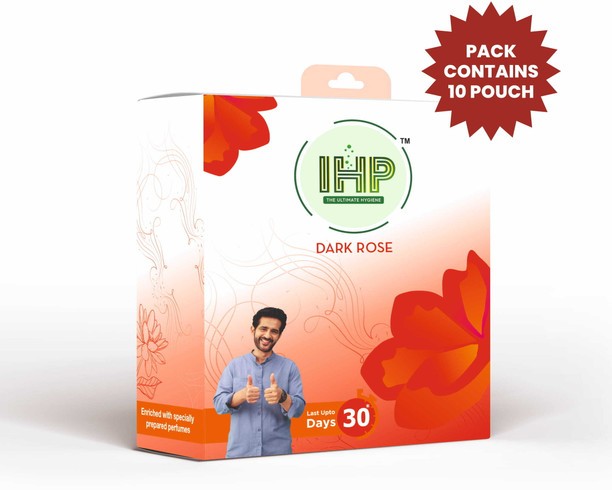 PACK
CONTAINS
10 POUCH
IHP
TM
THE ULTIMATE HYGIENE
DARK ROSE
Enriched with specially
prepared perfumes
Last Upto
Days 30*